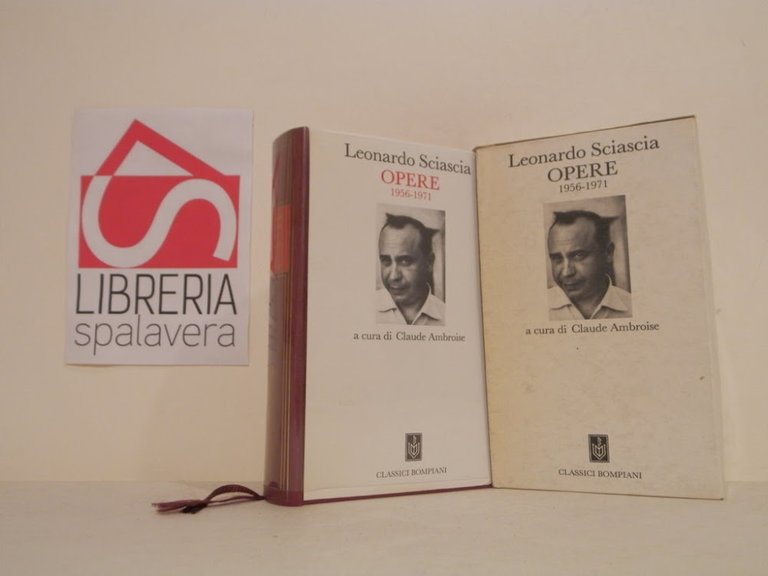 LIBRERIA
spalavera
Leonardo Sciascia
OPERE
1956-1971
a cura di Claude Ambroise
CLASSICI BOMPIANI
Leonardo Sciascia
OPERE
1956-1971
a cura di Claude Ambroise
CLASSICI BOMPIANI